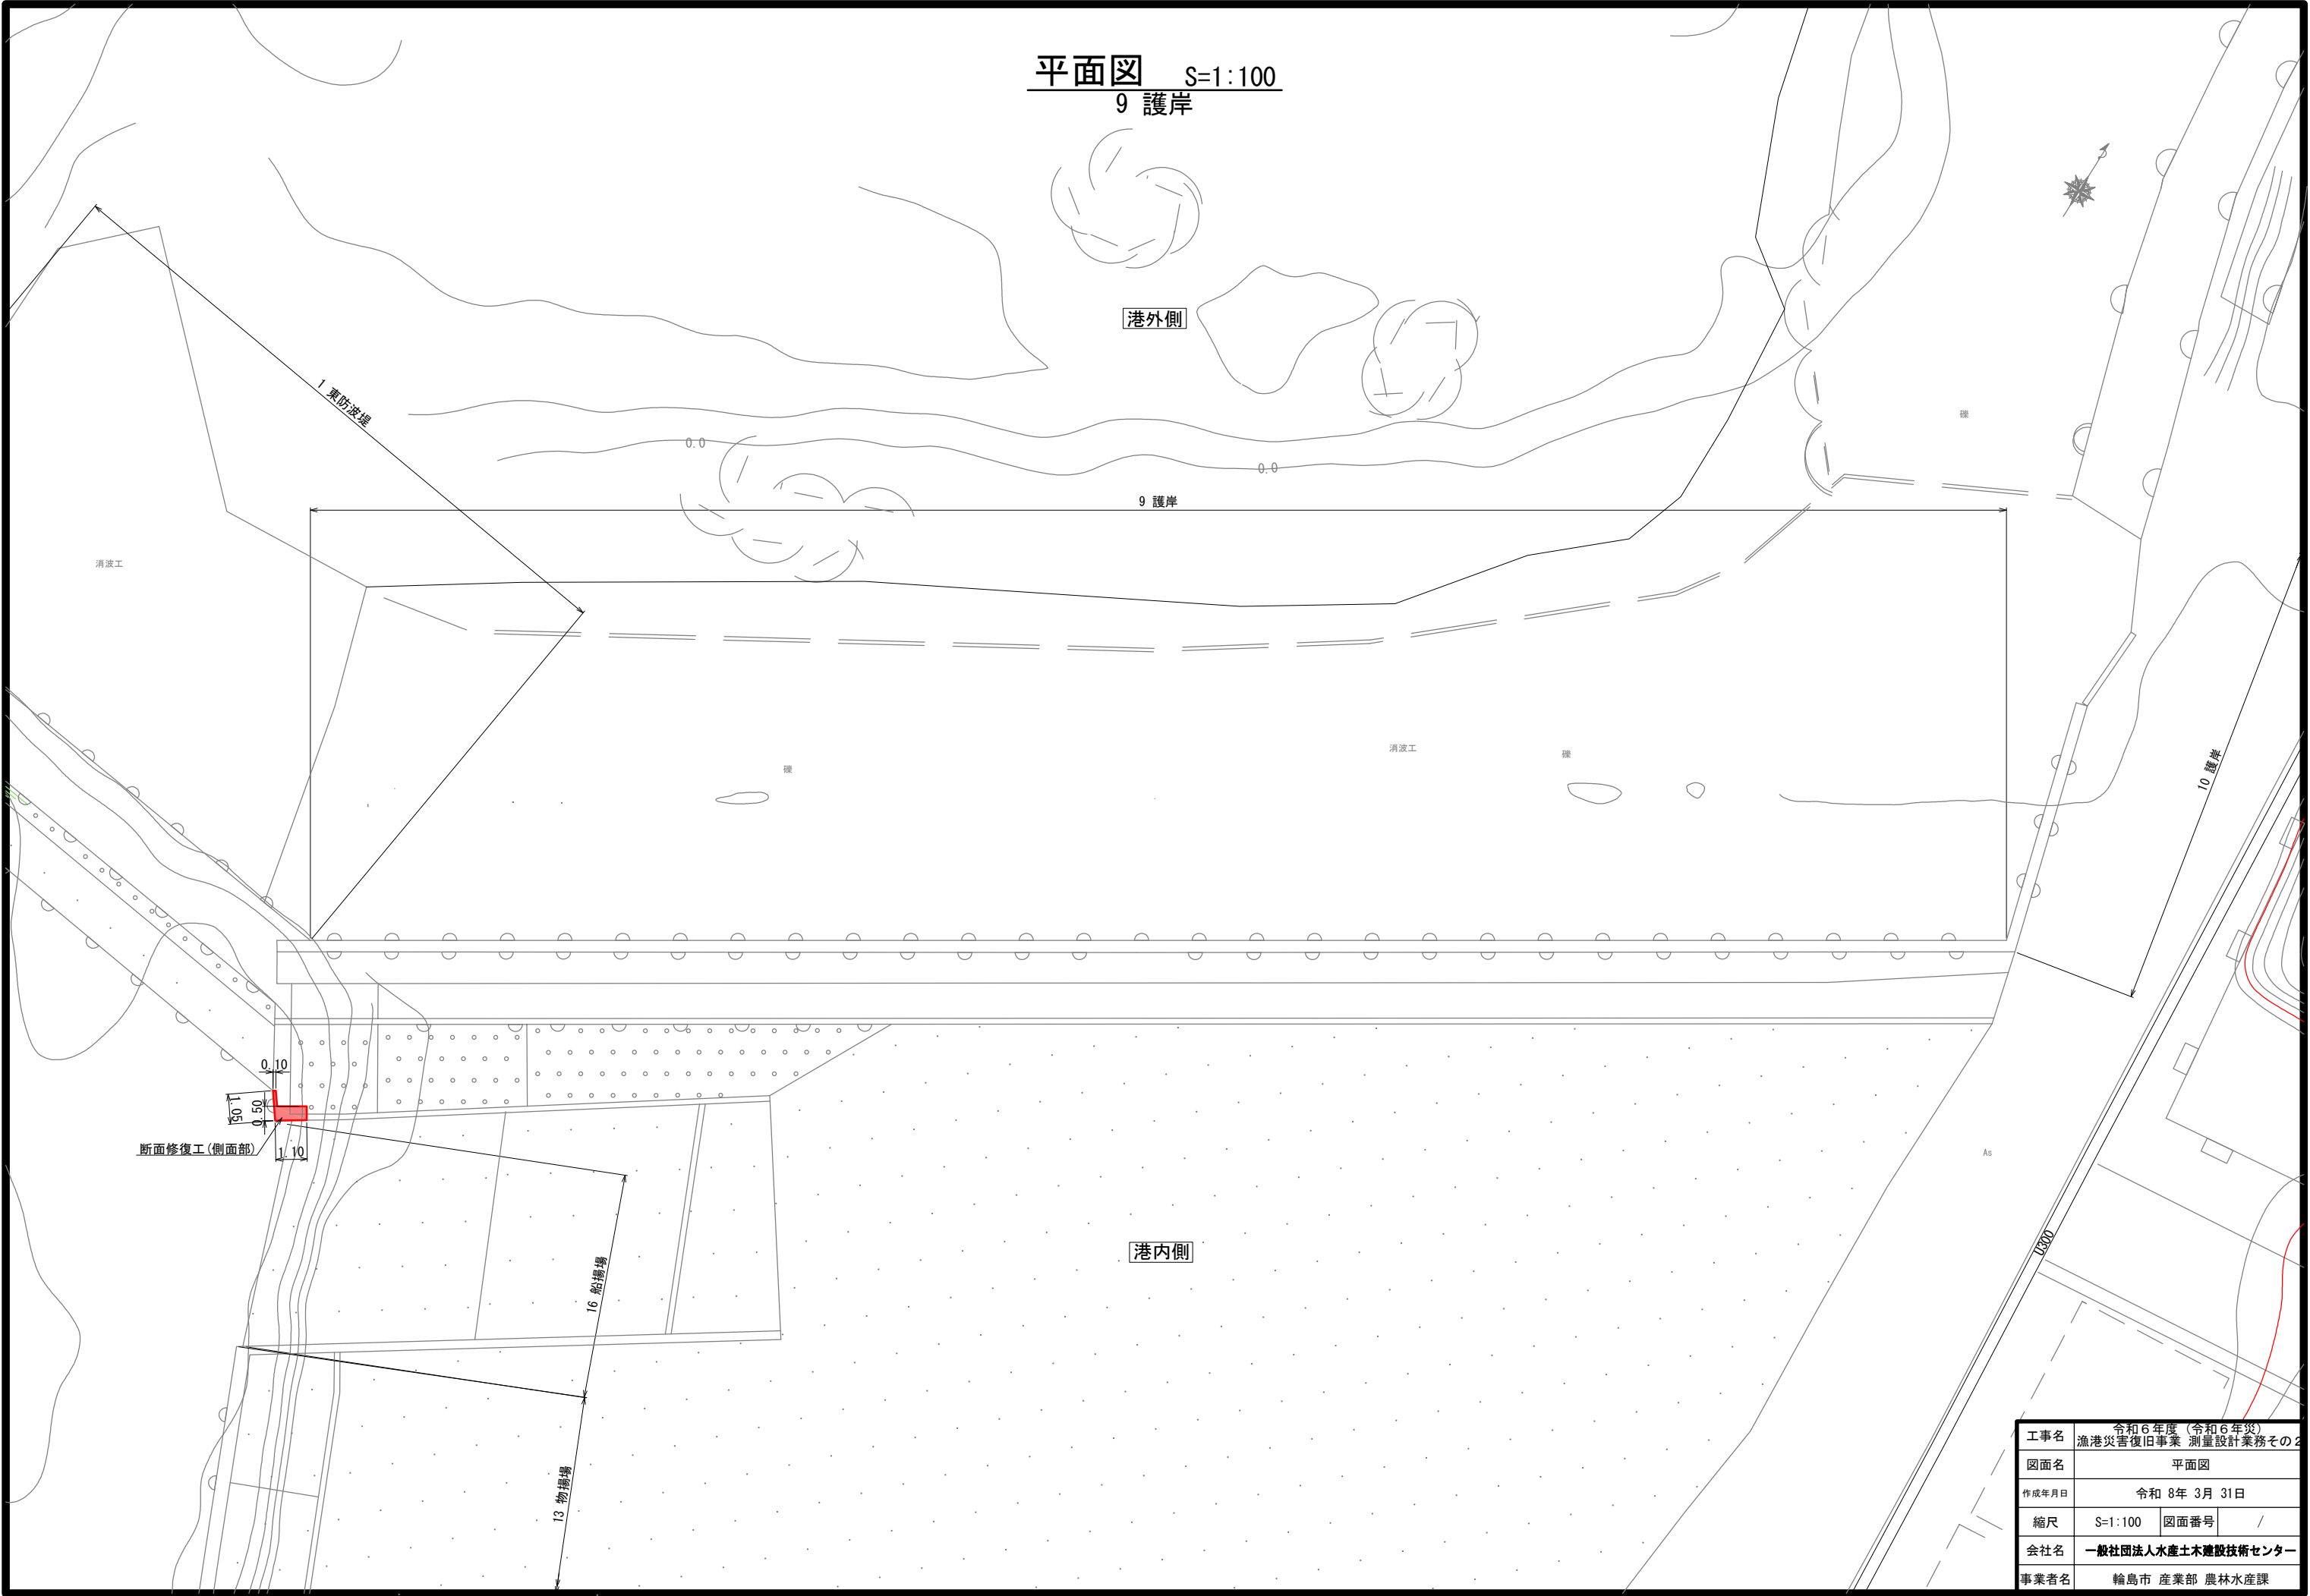 平面図 S=1:100
9 護岸
港外側
1 東防波堤
礫
0.0
0.0
9 護岸
消波工
消波工
礫
礫
10 護岸
0.10
1.05
0.50
断面修復工(側面部)
1.10
As
U300
港内側
16 船揚場
13 物揚場
工事名 令和6年度(令和6年災)
漁港災害復旧事業 測量設計業務その2
図面名 平面図
作成年月日 令和 8年 3月 31日
縮尺 S=1:100 図面番号 /
会社名 一般社団法人水産土木建設技術センター
事業者名 輪島市 産業部 農林水産課